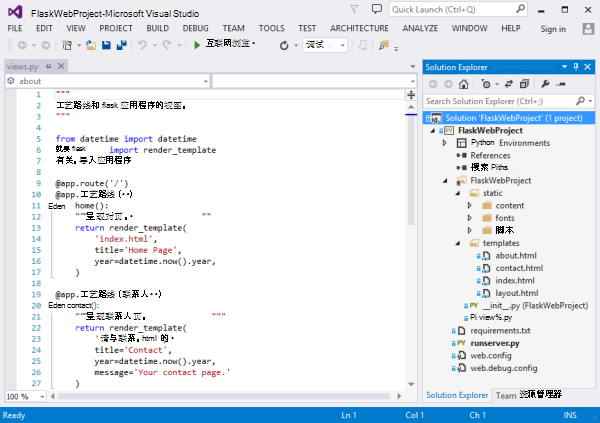 FlaskWebProject-Microsoft Visual Studio
Quick Launch (Ctrl+Q)
FILE EDIT VIEW PROJECT BUILD DEBUG TEAM TOOLS TEST ARCHITECTURE ANALYZE WINDOW HELP Sign in
互联网浏览 调试
views.py
about
1 """
2 工艺路线和 flask 应用程序的视图。
3 """
4
5 from datetime import datetime
6 就要 flask import render_template
7 有关。导入应用程序
8
9 @app.route('/')
10 @app.工艺路线 (
11 Eden home():
12 """呈现对页。 ""
13 return render_template(
14 'index.html',
15 title='Home Page',
16 year=datetime.now().year,
17 )
18
19 @app.工艺路线 (联系人
20 Eden contact():
21 """呈现联系人页。 """
22 return render_template(
23 '请与联系。html 的
24 title='Contact',
25 year=datetime.now().year,
26 message='Your contact page.'
27 )
100 %
Solution Explorer
Search Solution Explorer (Ctrl+;)
Solution 'FlaskWebProject' (1 project)
FlaskWebProject
Python Environments
References
搜索 Piths
FlaskWebProject
static
content
fonts
脚本
templates
about.html
contact.html
index.html
layout.html
__init__.py (FlaskWebProject)
Pi view%.py
requirements.txt
runserver.py
web.config
web.debug.config
Solution Explorer Team 资源管理器
Ready Ln 1 Col 1 Ch 1 INS